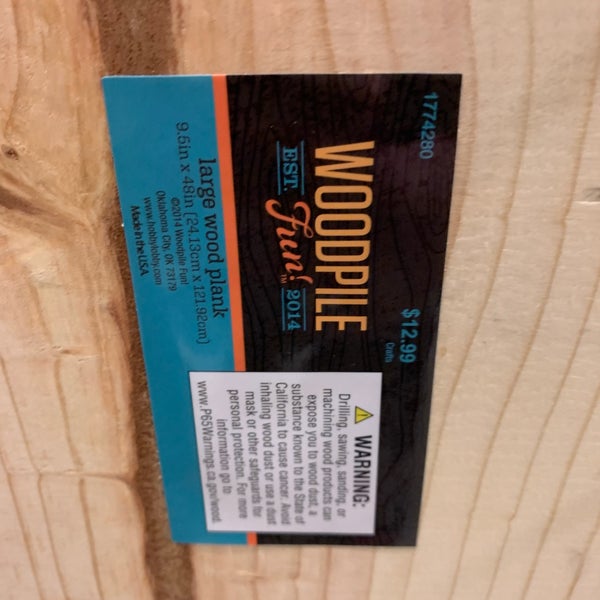 1774280
$12.99
Crafts
WOODPILE
EST. Fun!™ 2014
large wood plank
9.5in x 48in (24.13cm x 121.92cm)
©2014 Woodpile Fun!
Oklahoma City, OK 73179
www.hobbylobby.com
Made in the U.S.A.
WARNING:
Drilling, sawing, sanding, or
machining wood products can
expose you to wood dust, a
substance known to the State of
California to cause cancer. Avoid
inhaling wood dust or use a dust
mask or other safeguards for
personal protection. For more
information go to
www.P65Warnings.ca.gov/wood.